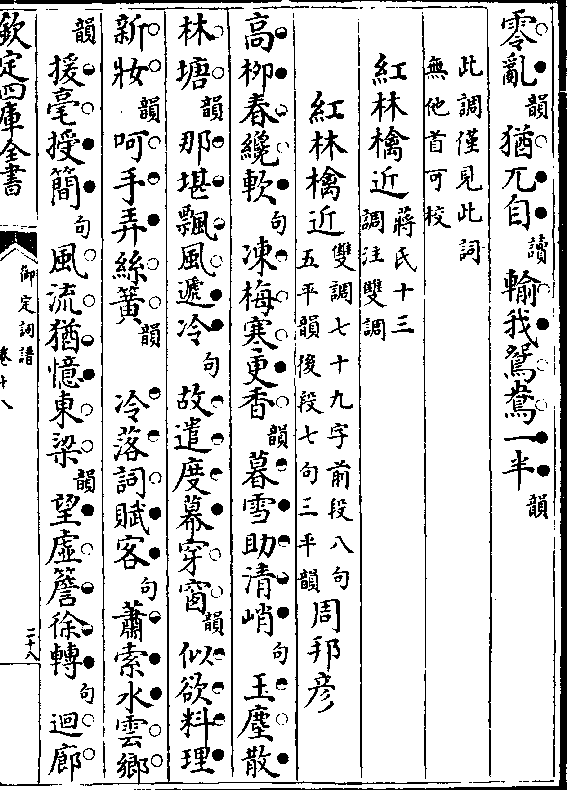 零亂韻猶兀自讀輸我鴛鴦一半韻
此調僅見此詞
無他首可校
紅林檎近蔣氏十三
調注雙調
紅林檎近雙調七十九字前段八句
五平韻後段七句三平韻周邦彥
高柳春纔軟句凍梅寒更香韻暮雪助清峭句玉塵散
林塘韻那堪飄風遞冷句故遣度幕穿窗韻似欲料理
新妝韻呵手弄絲簧韻 冷落詞賦客句蕭索水雲鄉
韻援毫授簡句風流猶憶東梁韻望虛簷徐轉句迴廊
欽定四庫全書
御定詞譜
卷十八
二十八